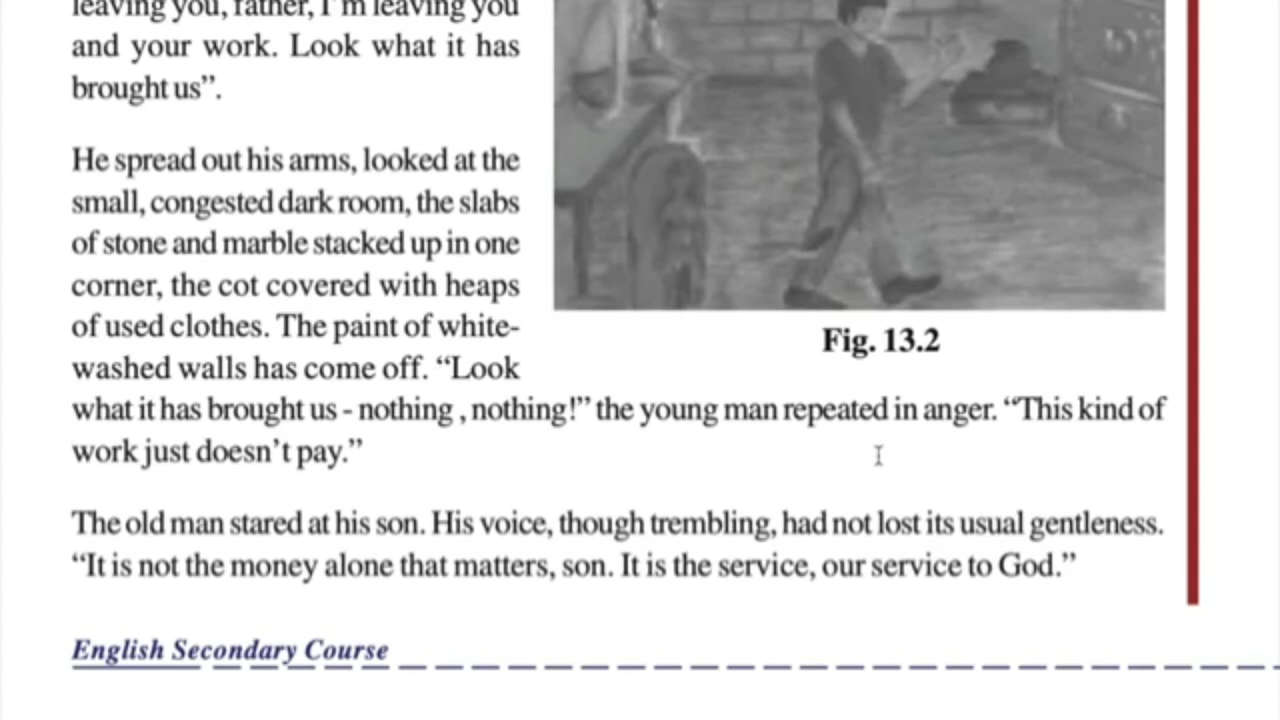 leaving you, father, I'm leaving you
and your work. Look what it has
brought us”.
He spread out his arms, looked at the
small, congested dark room, the slabs
of stone and marble stacked up in one
corner, the cot covered with heaps
of used clothes. The paint of white-
washed walls has come off. “Look
what it has brought us - nothing , nothing!” the young man repeated in anger. “This kind of
work just doesn’t pay.”
Fig. 13.2
The old man stared at his son. His voice, though trembling, had not lost its usual gentleness.
“It is not the money alone that matters, son. It is the service, our service to God.”
English Secondary Course